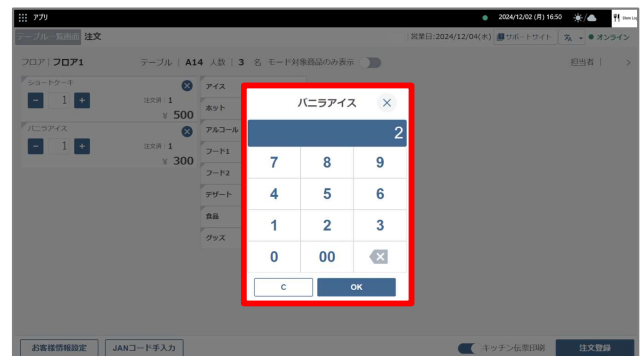 アプリ 2024/12/02 (月) 16:50
テーブル一覧画面 注文 営業日:2024/12/04(水) サポートサイト オンライン
フロア | フロア1 テーブル | A14 人数 | 3 名 モード対象商品のみ表示 担当者 |
ショートケーキ
- 1 + 注文済 | 1
¥ 500
バニラアイス
- 1 + 注文済 | 1
¥ 300
アイス
ホット
アルコール
フード1
フード2
デザート
食品
グッズ
バニラアイス ×
2
7 8 9
4 5 6
1 2 3
0 00
C OK
お客様情報設定 JANコード手入力 キッチン伝票印刷 注文登録